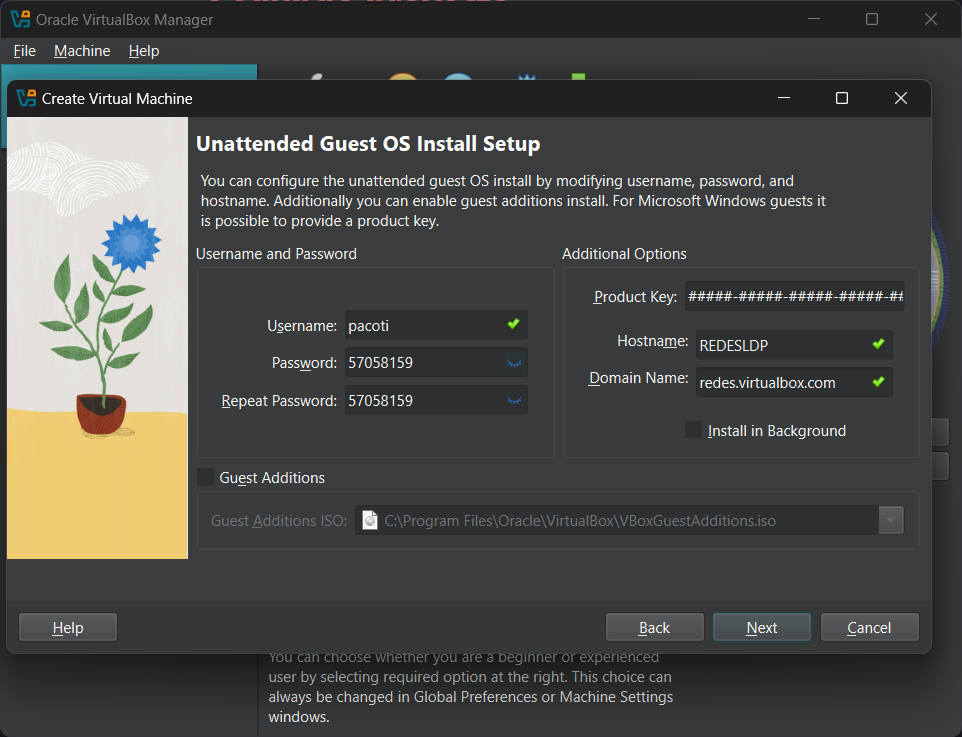 Oracle VirtualBox Manager
File Machine Help
Create Virtual Machine
Unattended Guest OS Install Setup
You can configure the unattended guest OS install by modifying username, password, and
hostname. Additionally you can enable guest additions install. For Microsoft Windows guests it
is possible to provide a product key.
Username and Password
Username: pacoti
Password: 57058159
Repeat Password: 57058159
Additional Options
Product Key: #####-#####-#####-#####-##
Hostname: REDESLDP
Domain Name: redes.virtualbox.com
Install in Background
Guest Additions
Guest Additions ISO: C:\Program Files\Oracle\VirtualBox\VBoxGuestAdditions.iso
Help Back Next Cancel
You can choose whether you are a beginner or experienced
user by selecting required option at the right. This choice can
always be changed in Global Preferences or Machine Settings
windows.